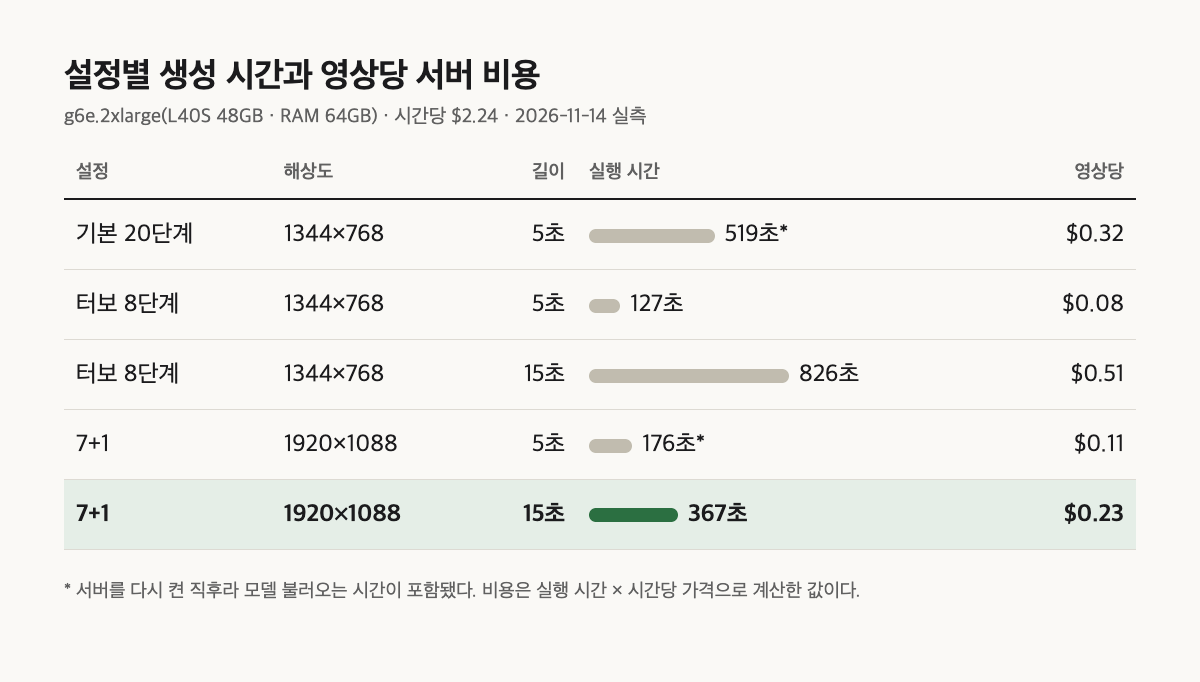 설정별 생성 시간과 영상당 서버 비용
g6e.2xlarge(L40S 48GB · RAM 64GB) · 시간당 $2.24 · 2026-11-14 실측
설정 해상도 길이 실행 시간 영상당
기본 20단계 1344×768 5초 519초* $0.32
터보 8단계 1344×768 5초 127초 $0.08
터보 8단계 1344×768 15초 826초 $0.51
7+1 1920×1088 5초 176초* $0.11
7+1 1920×1088 15초 367초 $0.23
* 서버를 다시 켠 직후라 모델 불러오는 시간이 포함됐다. 비용은 실행 시간 × 시간당 가격으로 계산한 값이다.